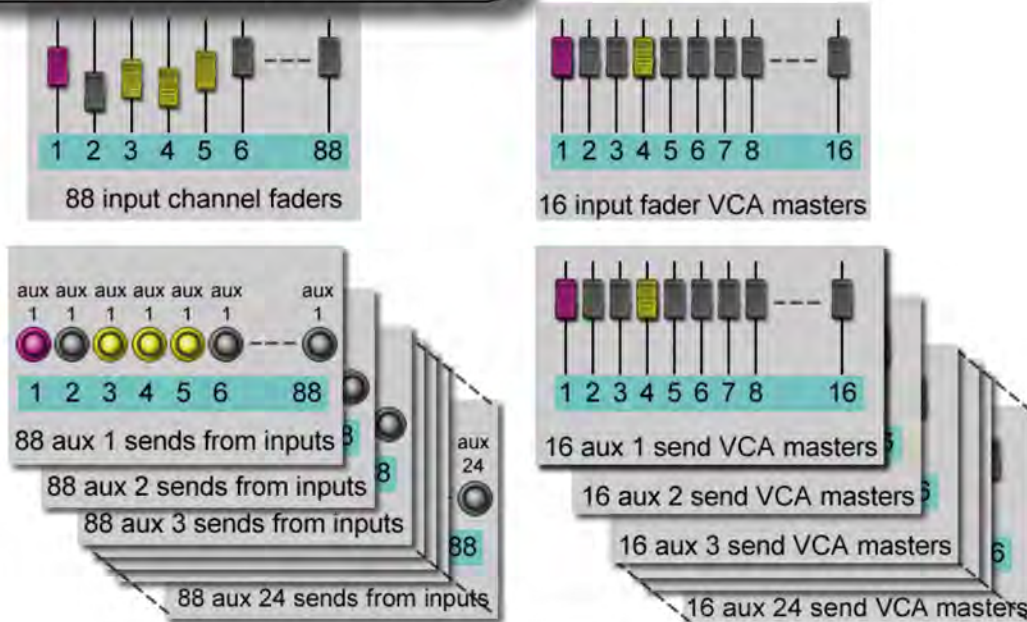 1 2 3 4 5 6 88
88 input channel faders
1 2 3 4 5 6 7 8 16
16 input fader VCA masters
aux aux aux aux aux aux aux
1 1 1 1 1 1 1
1 2 3 4 5 6 88
88 aux 1 sends from inputs
8
88 aux 2 sends from inputs
8
88 aux 3 sends from inputs
aux
24
88
88 aux 24 sends from inputs
1 2 3 4 5 6 7 8 16
16 aux 1 send VCA masters
6
16 aux 2 send VCA masters
16 aux 3 send VCA masters
6
16 aux 24 send VCA masters